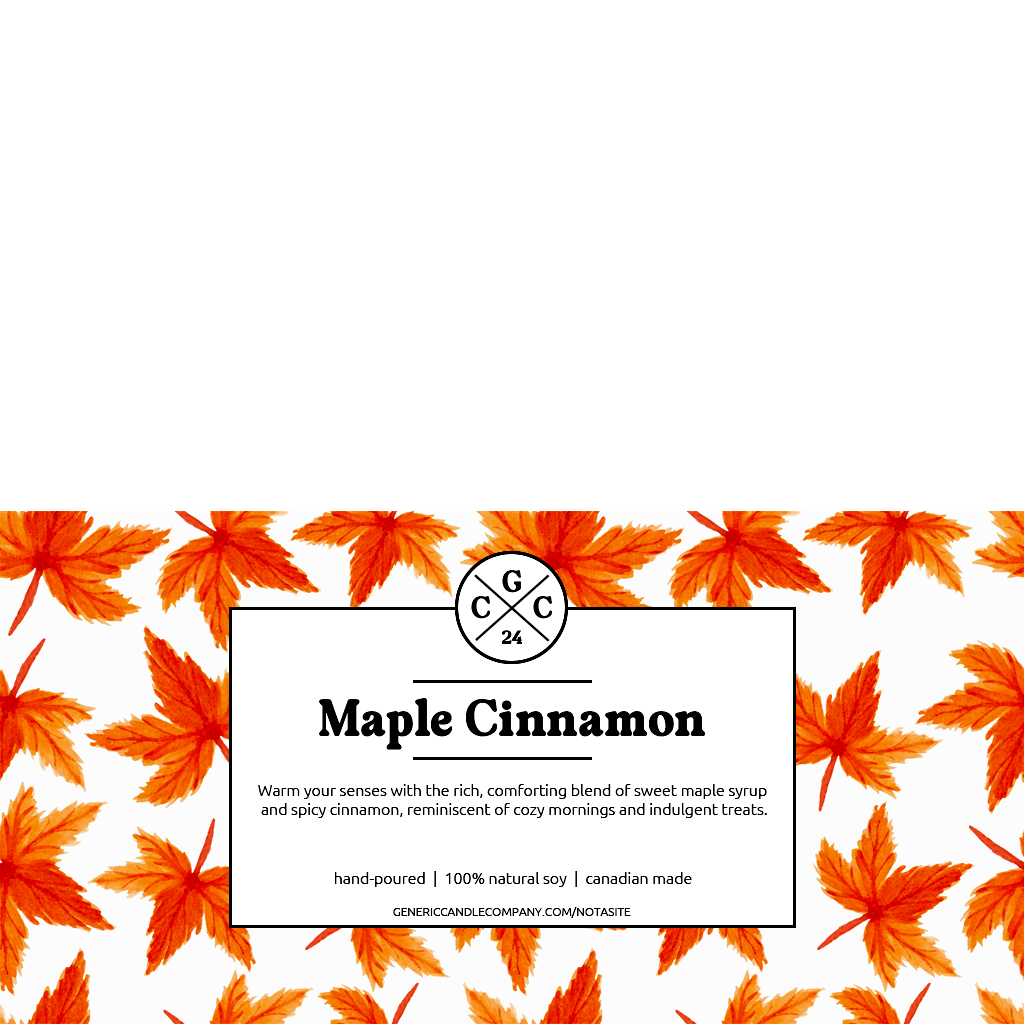 G
C C
24
Maple Cinnamon
Warm your senses with the rich, comforting blend of sweet maple syrup
and spicy cinnamon, reminiscent of cozy mornings and indulgent treats.
hand-poured | 100% natural soy | canadian made
GENERICCANDLECOMPANY.COM/NOTASITE